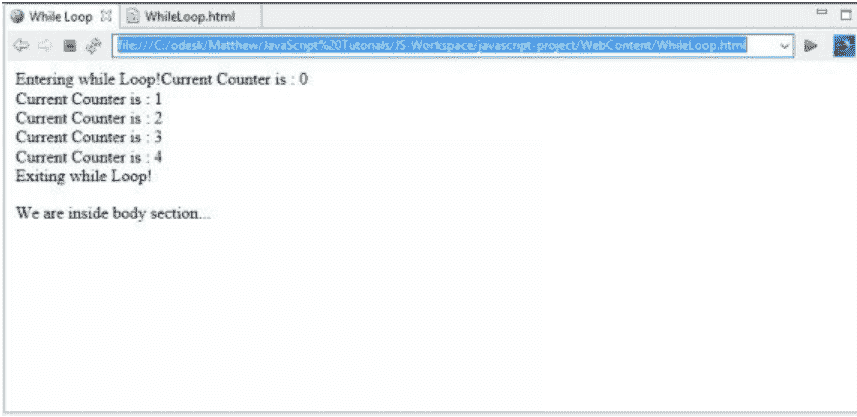 While Loop
WhileLoop.html
file:///C:/odesk/Matthew/JavaScript%20Tutorials/JS Workspace/javascript-project/WebContent/WhileLoop.html
Entering while Loop!Current Counter is : 0
Current Counter is : 1
Current Counter is : 2
Current Counter is : 3
Current Counter is : 4
Exiting while Loop!
We are inside body section...